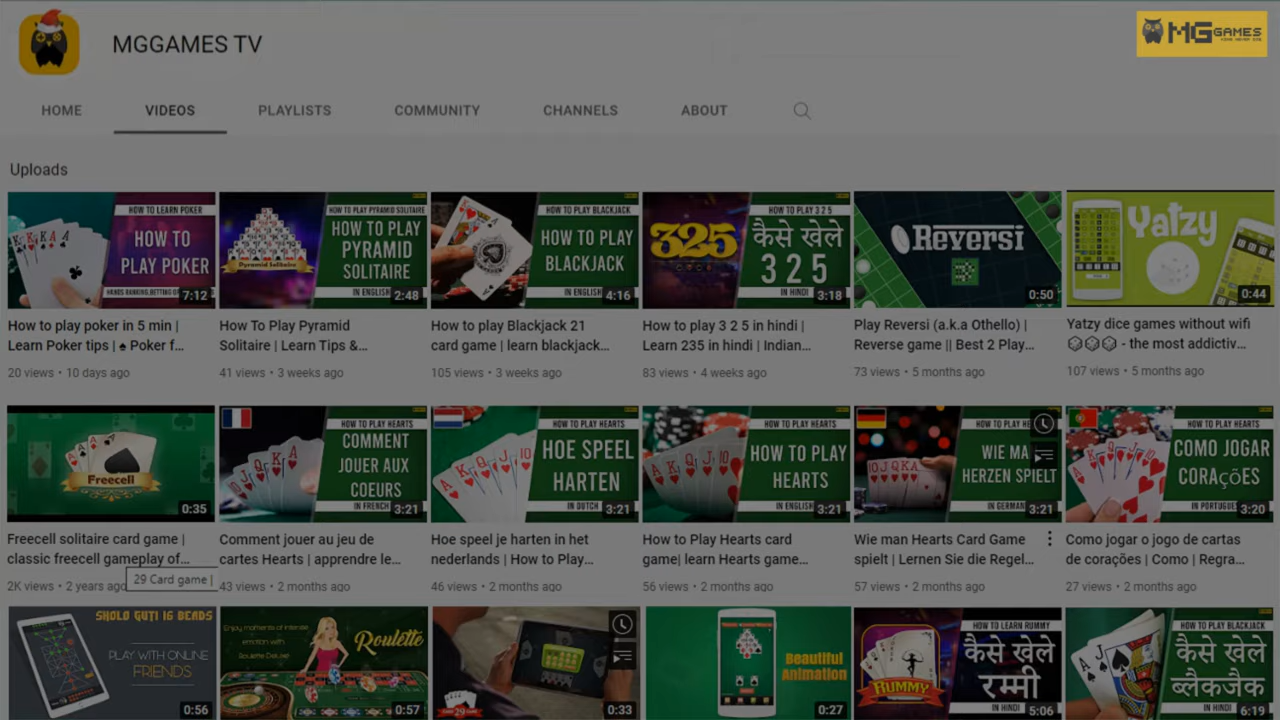 MGGAMES TV
MG GAMES
HOME VIDEOS PLAYLISTS COMMUNITY CHANNELS ABOUT
Uploads
HOW TO LEARN POKER
HOW TO
PLAY POKER
7:12
HOW TO PLAY PYRAMID SOLITAIRE
HOW TO PLAY
PYRAMID
SOLITAIRE
Pyramid Solitaire
IN ENGLISH
2:48
HOW TO PLAY BLACKJACK
HOW TO PLAY
BLACKJACK
IN ENGLISH
4:16
HOW TO PLAY 3 2 5
325
कैसे खेले
3 2 5
IN HINDI
3:18
Reversi
0:50
Yatzy
0:44
How to play poker in 5 min |
Learn Poker tips | ♠ Poker f...
20 views • 10 days ago
How To Play Pyramid
Solitaire | Learn Tips &...
41 views • 3 weeks ago
How to play Blackjack 21
card game | learn blackjack...
105 views • 3 weeks ago
How to play 3 2 5 in hindi |
Learn 235 in hindi | Indian...
83 views • 4 weeks ago
Play Reversi (a.k.a Othello) |
Reverse game || Best 2 Play...
73 views • 5 months ago
Yatzy dice games without wifi
🎲🎲🎲 - the most addictiv...
107 views • 5 months ago
Freecell
0:35
HOW TO PLAY HEARTS
COMMENT
JOUER AUX
COEURS
IN FRENCH
3:21
HOW TO PLAY HEARTS
HOE SPEEL
HARTEN
IN DUTCH
3:21
HOW TO PLAY HEARTS
HOW TO PLAY
HEARTS
IN ENGLISH
3:21
HOW TO PLAY HE
WIE MA
HERZEN SPIELT
IN GERMAN
3:21
HOW TO PLAY HEARTS
COMO JOGAR
CORAÇÕES
IN PORTUGUE
3:20
Freecell solitaire card game |
classic freecell gameplay of...
2K views • 2 years ago
29 Card game |
Comment jouer au jeu de
cartes Hearts | apprendre le...
43 views • 2 months ago
Hoe speel je harten in het
nederlands | How to Play...
46 views • 2 months ago
How to Play Hearts card
game| learn Hearts game...
56 views • 2 months ago
Wie man Hearts Card Game
spielt | Lernen Sie die Regel...
57 views • 2 months ago
Como jogar o jogo de cartas
de corações | Como | Regra...
27 views • 2 months ago
SHOLO GUTI 16 BEADS
PLAY WITH ONLINE
FRIENDS
0:56
Enjoy moments of intense
emotion with
Roulette Deluxe
Roulette
0:57
0:33
Beautiful
Animation
0:27
HOW TO LEARN RUMMY
RUMMY
कैसे खेले
रम्मी
IN HINDI
5:06
HOW TO PLAY BLACKJACK
कैसे खेले
ब्लैकजैक
IN HINDI
6:19